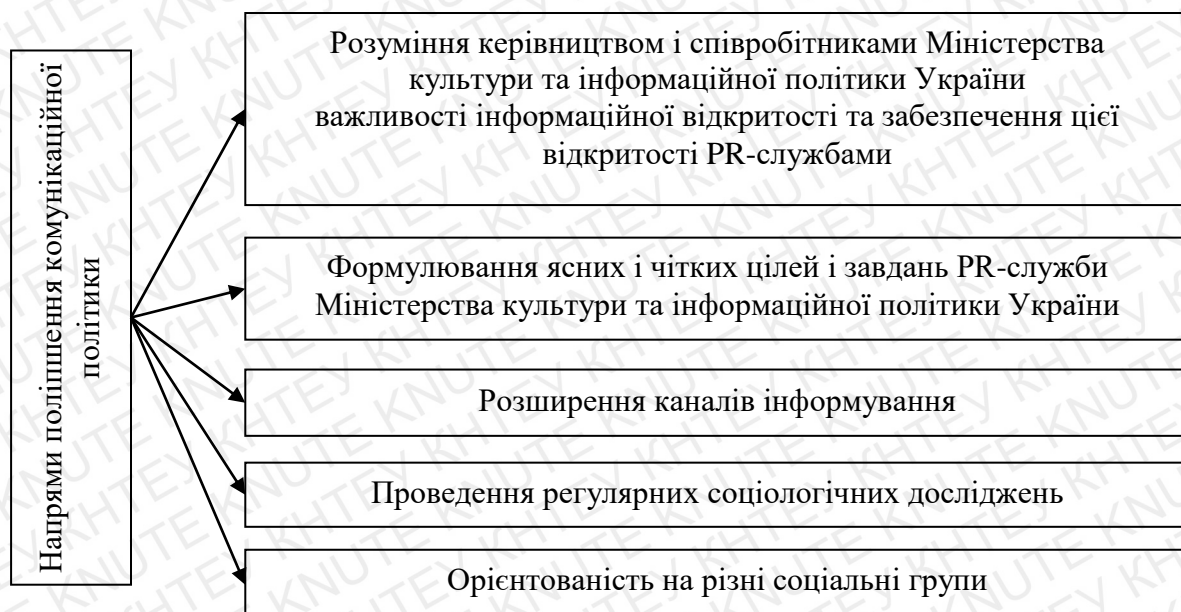 Напрями поліпшення комунікаційної
політики
Розуміння керівництвом і співробітниками Міністерства
культури та інформаційної політики України
важливості інформаційної відкритості та забезпечення цієї
відкритості PR-службами
Формулювання ясних і чітких цілей і завдань PR-служби
Міністерства культури та інформаційної політики України
Розширення каналів інформування
Проведення регулярних соціологічних досліджень
Орієнтованість на різні соціальні групи